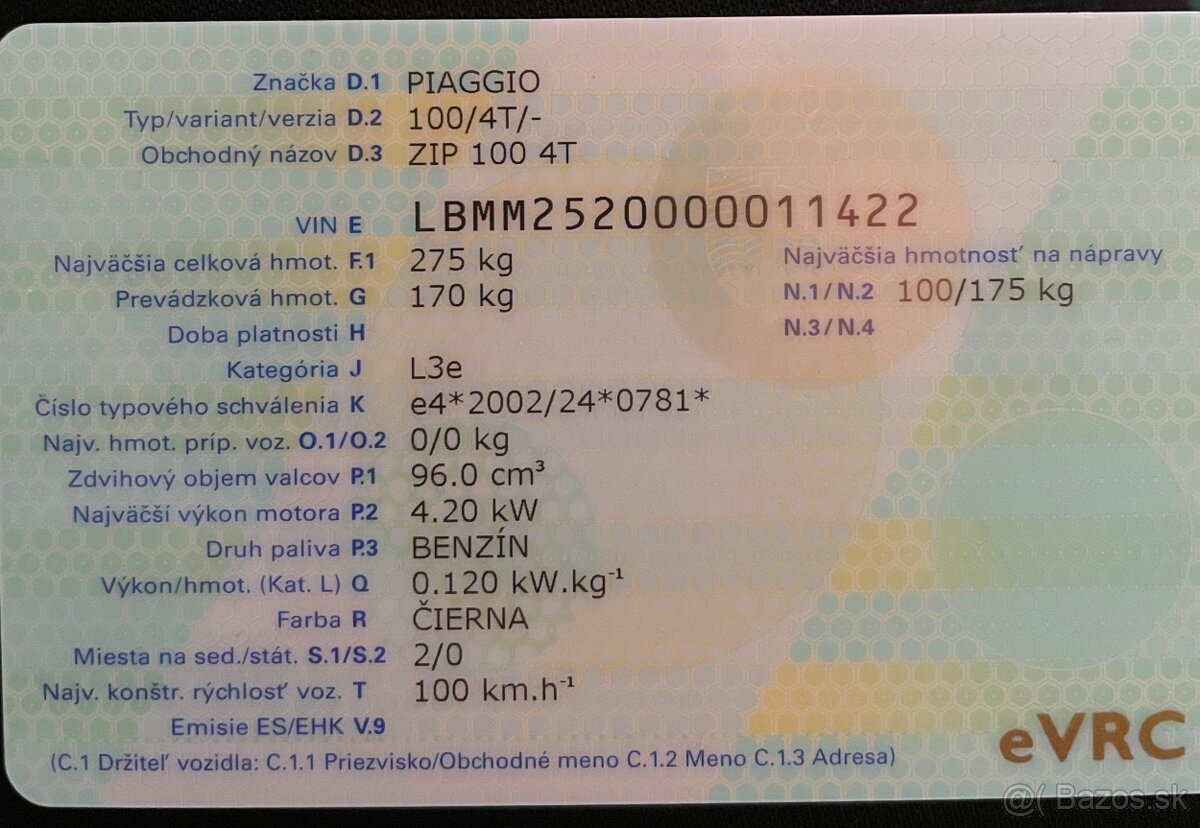 Značka D.1 PIAGGIO
Typ/variant/verzia D.2 100/4T/-
Obchodný názov D.3 ZIP 100 4T
VIN E LBMM2520000011422
Najväčšia celková hmot. F.1 275 kg
Najväčšia hmotnosť na nápravy
Prevádzková hmot. G 170 kg
N.1/N.2 100/175 kg
Doba platnosti H
N.3/N.4
Kategória J L3e
Číslo typového schválenia K e4*2002/24*0781*
Najv. hmot. príp. voz. O.1/O.2 0/0 kg
Zdvihový objem valcov P.1 96.0 cm³
Najväčší výkon motora P.2 4.20 kW
Druh paliva P.3 BENZÍN
Výkon/hmot. (Kat. L) Q 0.120 kW.kg⁻¹
Farba R ČIERNA
Miesta na sed./stát. S.1/S.2 2/0
Najv. konštr. rýchlosť voz. T 100 km.h⁻¹
Emisie ES/EHK V.9
eVRC
(C.1 Držiteľ vozidla: C.1.1 Priezvisko/Obchodné meno C.1.2 Meno C.1.3 Adresa)
@( Bazos.sk